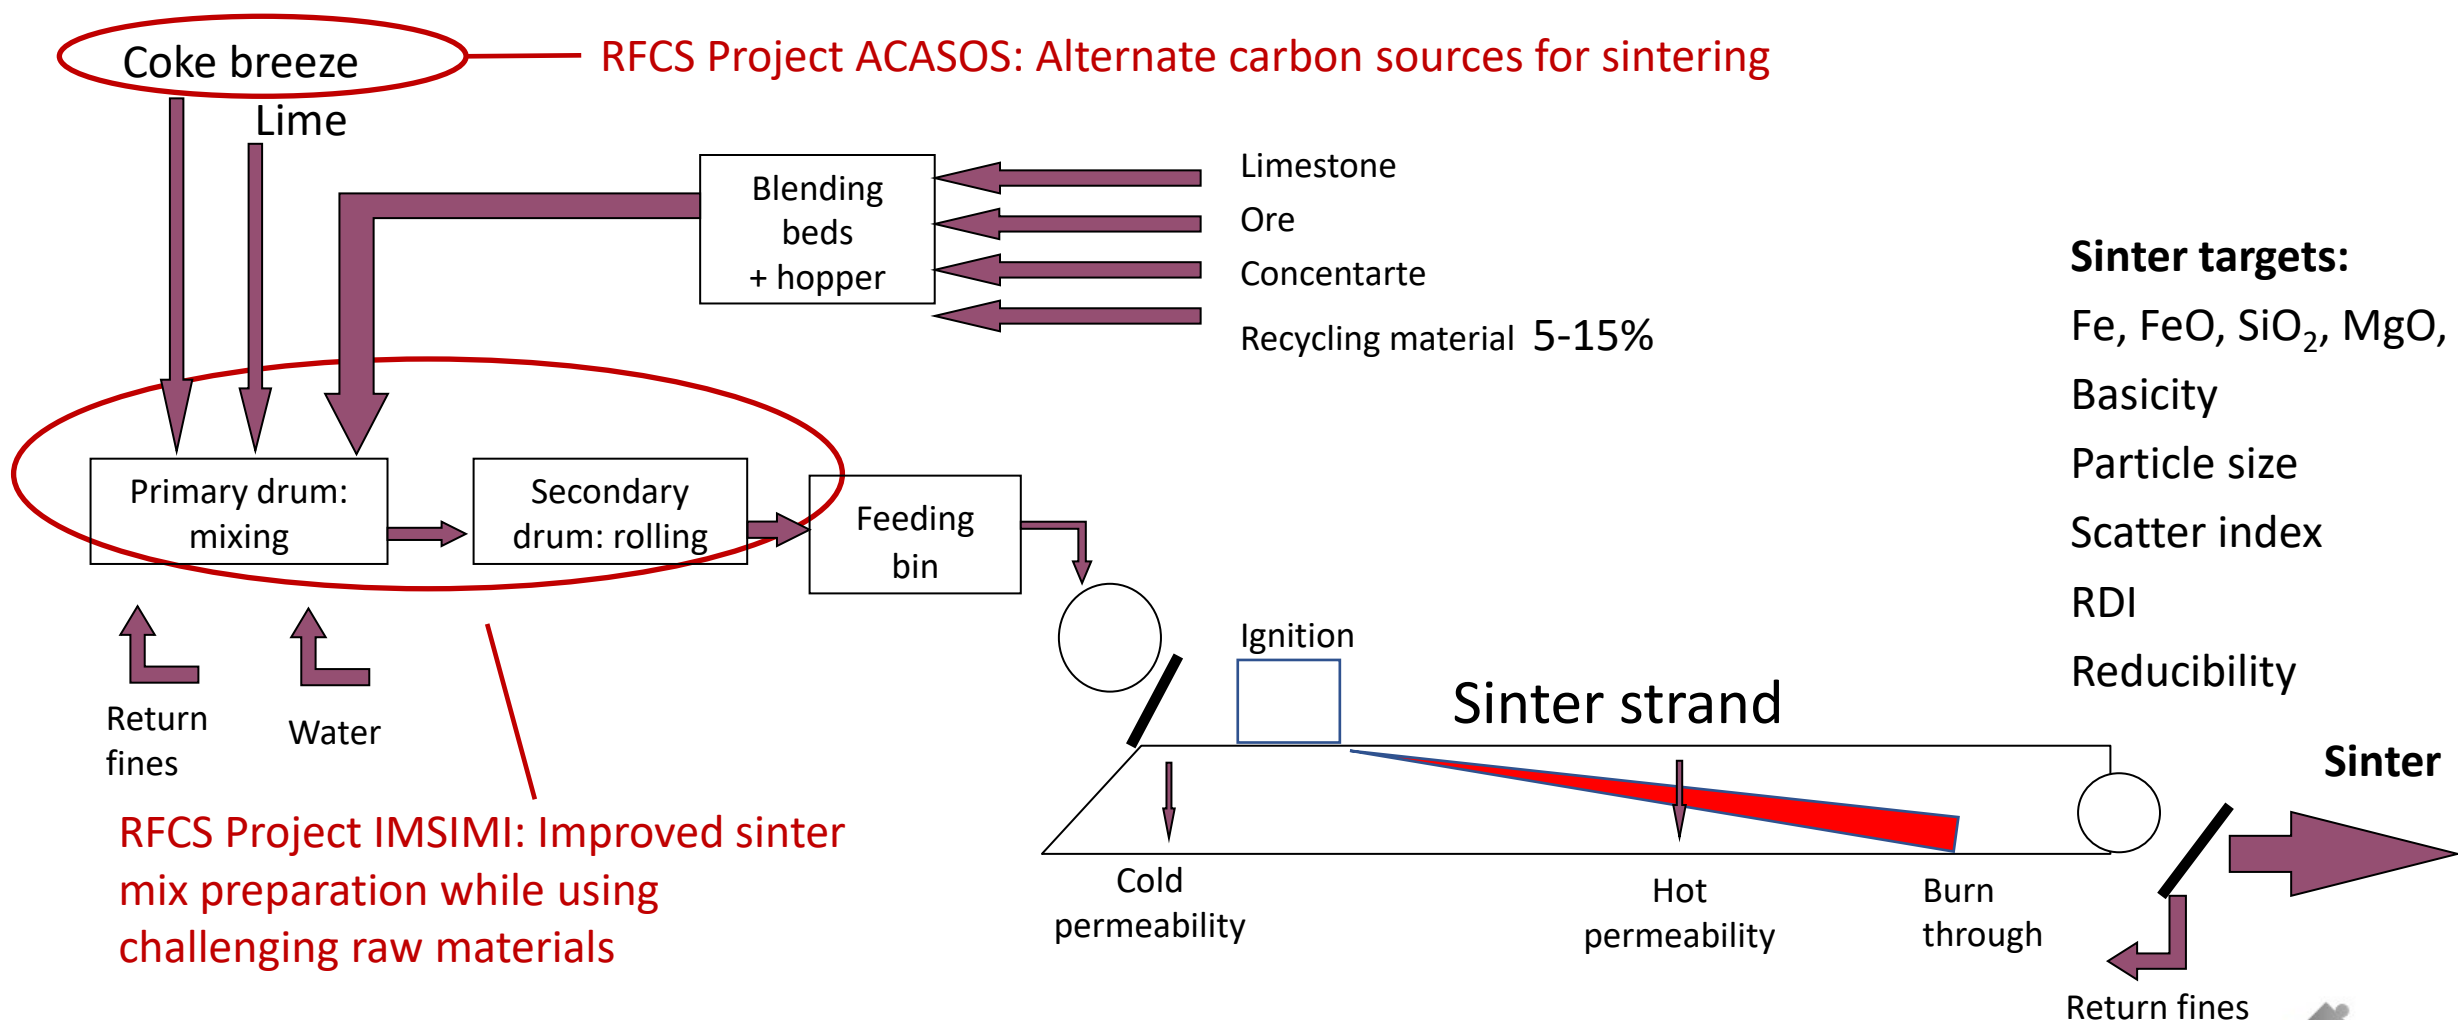 Coke breeze
RFCS Project ACASOS: Alternate carbon sources for sintering
Lime
Blending
beds
+ hopper
Limestone
Ore
Concentarte
Recycling material 5-15%
Sinter targets:
Fe, FeO, SiO₂, MgO,
Basicity
Particle size
Scatter index
RDI
Reducibility
Primary drum:
mixing
Secondary
drum: rolling
Feeding
bin
Return
fines
Water
Ignition
Sinter strand
Sinter
RFCS Project IMSIMI: Improved sinter
mix preparation while using
challenging raw materials
Cold
permeability
Hot
permeability
Burn
through
Return fines